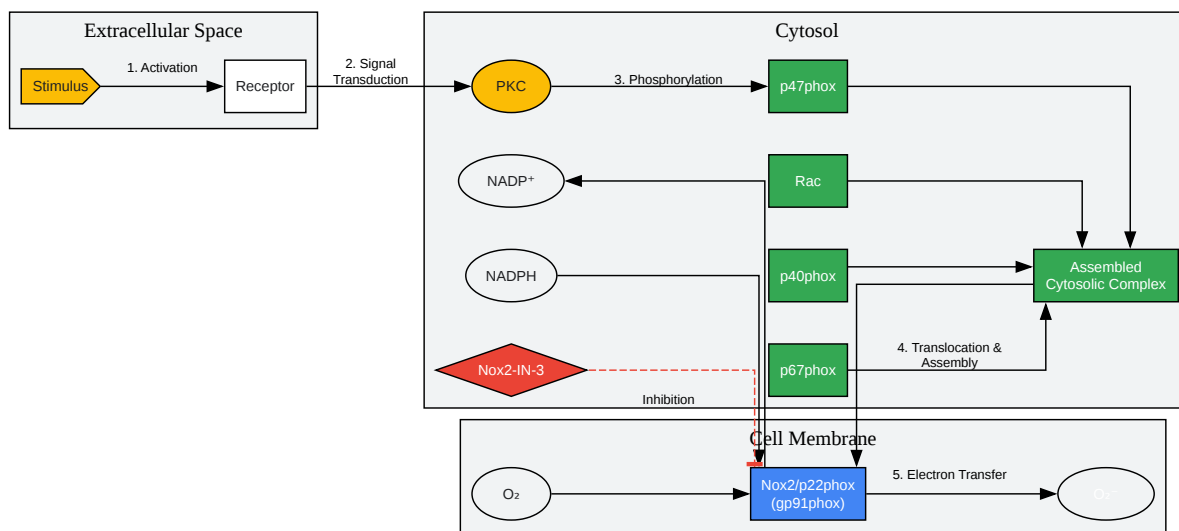 Extracellular Space
Cytosol
Stimulus
1. Activation
Receptor
2. Signal
Transduction
PKC
3. Phosphorylation
p47phox
NADP⁺
Rac
NADPH
p40phox
Assembled
Cytosolic Complex
Nox2-IN-3
Inhibition
p67phox
4. Translocation &
Assembly
Cell Membrane
O₂
Nox2/p22phox
(gp91phox)
5. Electron Transfer
O₂⁻